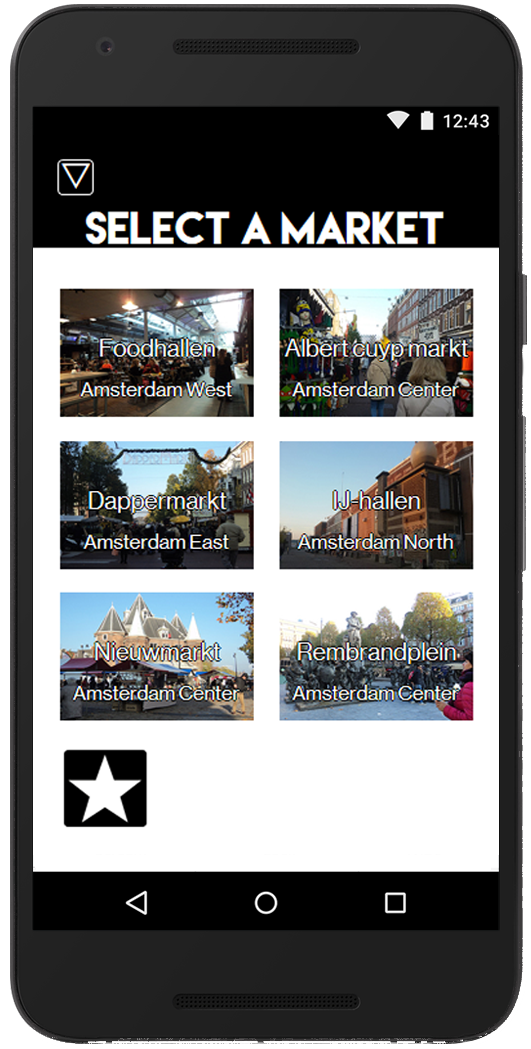 12:43
SELECT A MARKET
Foodhallen
Amsterdam West
Albert cuyp markt
Amsterdam Center
Dappermarkt
Amsterdam East
IJ-hallen
Amsterdam North
Nieuwmarkt
Amsterdam Center
Rembrandplein
Amsterdam Center